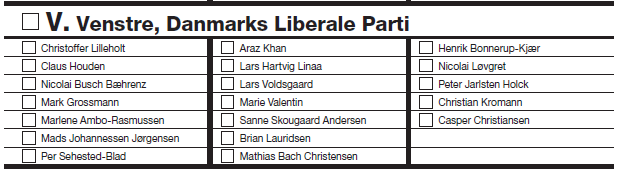 V. Venstre, Danmarks Liberale Parti
Christoffer Lilleholt
Claus Houden
Nicolai Busch Bæhrenz
Mark Grossmann
Marlene Ambo-Rasmussen
Mads Johannessen Jørgensen
Per Sehested-Blad
Araz Khan
Lars Hartvig Linaa
Lars Voldsgaard
Marie Valentin
Sanne Skougaard Andersen
Brian Lauridsen
Mathias Bach Christensen
Henrik Bonnerup-Kjær
Nicolai Løvgret
Peter Jarlsten Holck
Christian Kromann
Casper Christiansen